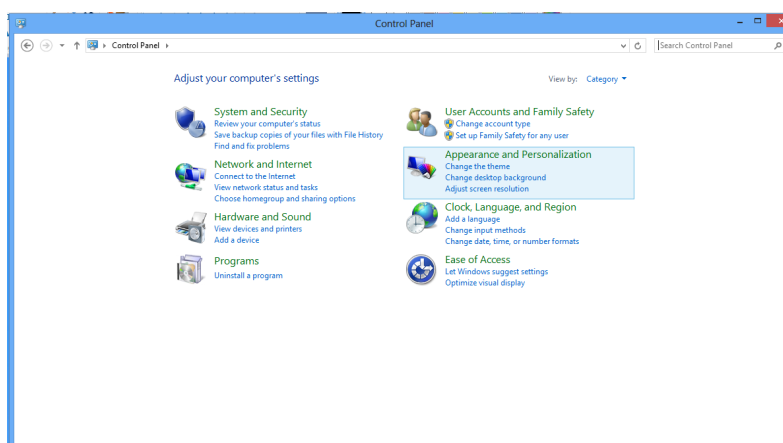 Control Panel
Control Panel
Search Control Panel
Adjust your computer's settings
View by: Category
System and Security
Review your computer's status
Save backup copies of your files with File History
Find and fix problems
Network and Internet
Connect to the Internet
View network status and tasks
Choose homegroup and sharing options
Hardware and Sound
View devices and printers
Add a device
Programs
Uninstall a program
User Accounts and Family Safety
Change account type
Set up Family Safety for any user
Appearance and Personalization
Change the theme
Change desktop background
Adjust screen resolution
Clock, Language, and Region
Add a language
Change input methods
Change date, time, or number formats
Ease of Access
Let Windows suggest settings
Optimize visual display